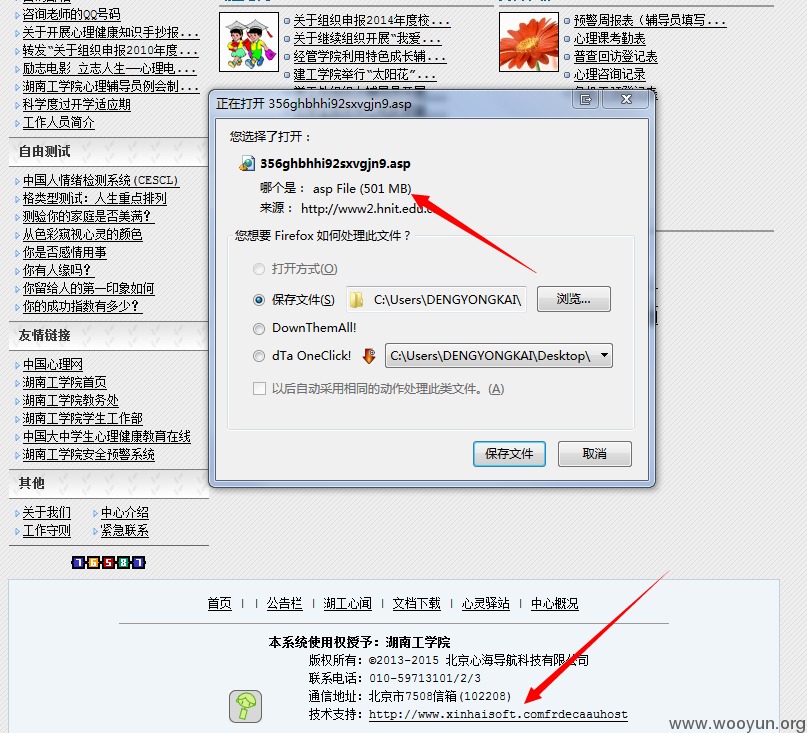 咨询老师的QQ号码
关于开展心理健康知识手抄报...
转发“关于组织申报2010年度...
励志电影 立志人生——心理电...
湖南工学院心理辅导员例会制...
科学度过开学适应期
工作人员简介
自由测试
中国人情绪检测系统(CESCL)
格类型测试：人生重点排列
测验你的家庭是否美满?
从色彩窥视心灵的颜色
你是否感情用事
你有人缘吗?
你留给人的第一印象如何
你的成功指数有多少?
友情链接
中国心理网
湖南工学院首页
湖南工学院教务处
湖南工学院学生工作部
中国大中学生心理健康教育在线
湖南工学院安全预警系统
其他
关于我们 中心介绍
工作守则 紧急联系
7 6 5 8 7
关于组织申报2014年度校...
关于继续组织开展“我爱...
经管学院利用特色成长辅...
建工学院举行“太阳花”...
预警周报表（辅导员填写...
心理课考勤表
普查回访登记表
心理咨询记录
正在打开 356ghbhhi92sxvgjn9.asp
您选择了打开：
356ghbhhi92sxvgjn9.asp
哪个是： asp File (501 MB)
来源： http://www2.hnit.edu.c
您想要 Firefox 如何处理此文件？
打开方式(O)
保存文件(S) C:\Users\DENGYONGKAI\ 浏览...
DownThemAll!
dTa OneClick! C:\Users\DENGYONGKAI\Desktop\
以后自动采用相同的动作处理此类文件。(A)
保存文件 取消
首页 | | 公告栏 | 湖工心闻 | 文档下载 | 心灵驿站 | 中心概况
本系统使用权授予：湖南工学院
版权所有：©2013-2015 北京心海导航科技有限公司
联系电话：010-59713101/2/3
通信地址：北京市7508信箱(102208)
技术支持：http://www.xinhaisoft.comfrdecaauhost
www.wooyun.org